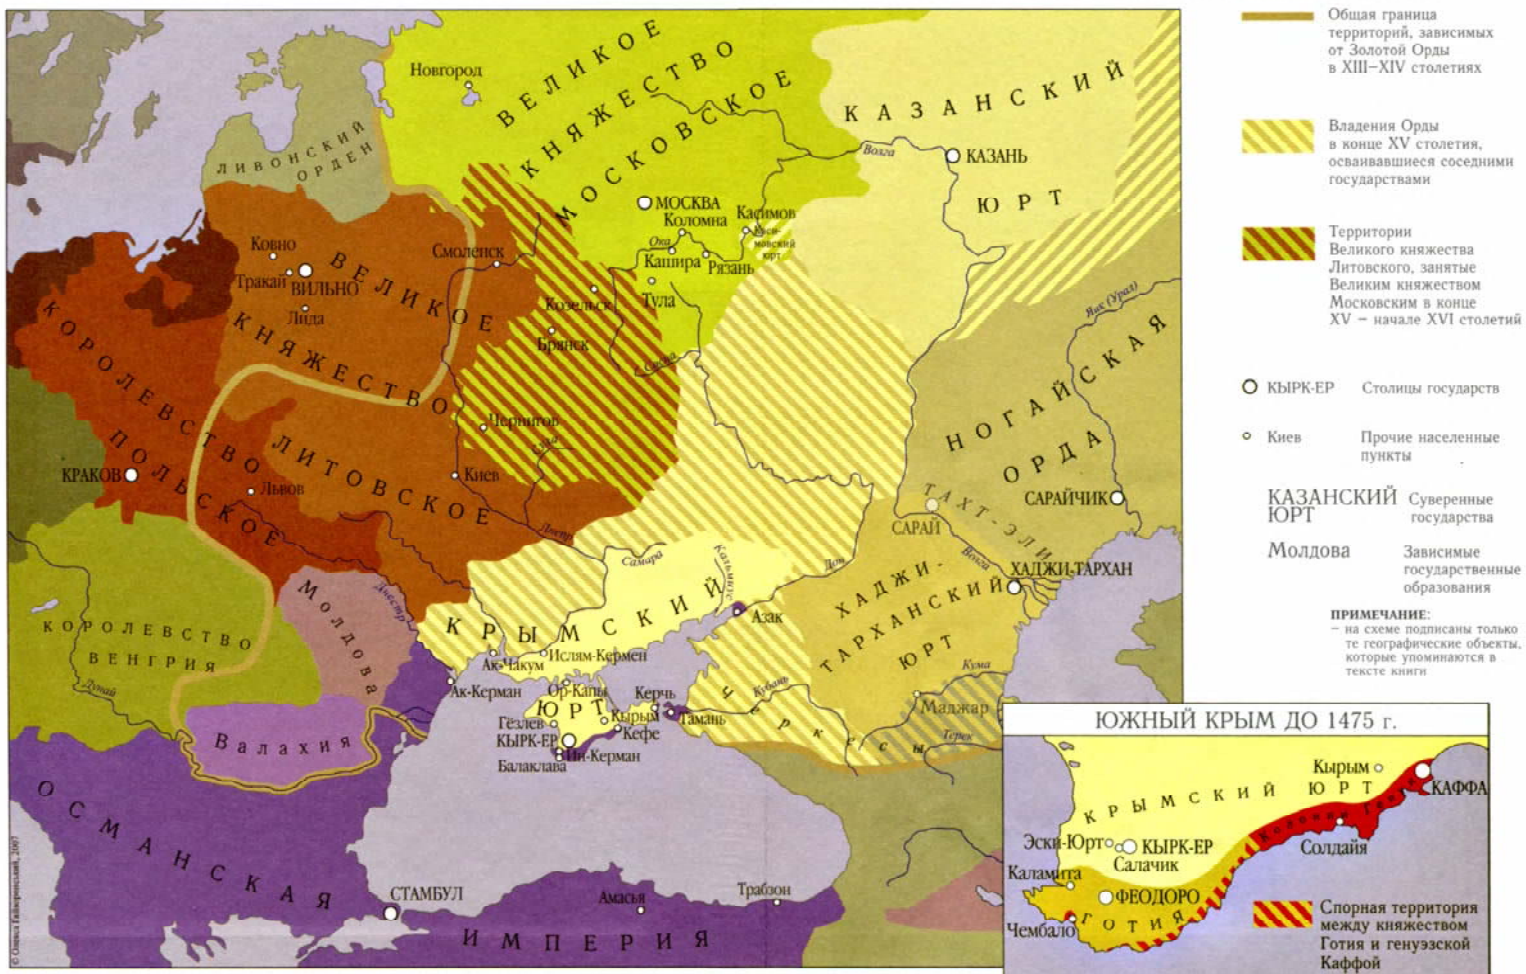 Новгород
ВЕЛИКОЕ
КНЯЖЕСТВО
МОСКОВСКОЕ
КАЗАНСКИЙ
ЮРТ
Волга
КАЗАНЬ
ЛИВОНСКИЙ
ОРДЕН
МОСКВА
Коломна
Касимов
Каси-
мовский
юрт
Ока
Кашира
Рязань
Тула
Смоленск
Ковно
Тракай
ВИЛЬНО
Лида
ВЕЛИКОЕ
КНЯЖЕСТВО
ЛИТОВСКОЕ
Козельск
Брянск
Чернигов
Киев
Днепр
КОРОЛЕВСТВО
ПОЛЬСКОЕ
КРАКОВ
Львов
Яик (Урал)
НОГАЙСКАЯ
ОРДА
САРАЙЧИК
ТАХТ-ЭЛИ
САРАЙ
Волга
ХАДЖИ-ТАРХАН
ХАДЖИ-
ТАРХАНСКИЙ
ЮРТ
Самара
Кальмиус
Дон
Азак
КРЫМСКИЙ
ЮРТ
Ак-Чакум
Ислям-Кермен
Ак-Керман
Ор-Капы
Керчь
Тамань
Гёзлев
Кырым
Кефе
КЫРК-ЕР
Ин-Керман
Балаклава
Кубань
Черкесы
Кума
Маджар
Терек
Днестр
Молдова
КОРОЛЕВСТВО
ВЕНГРИЯ
Дунай
Валахия
ОСМАНСКАЯ
ИМПЕРИЯ
СТАМБУЛ
Амасья
Трабзон
© Олекса Гайворонський, 2007
Общая граница
территорий, зависимых
от Золотой Орды
в XIII–XIV столетиях
Владения Орды
в конце XV столетия,
осваивавшиеся соседними
государствами
Территории
Великого княжества
Литовского, занятые
Великим княжеством
Московским в конце
XV – начале XVI столетий
КЫРК-ЕР Столицы государств
Киев Прочие населенные
пункты
КАЗАНСКИЙ Суверенные
ЮРТ государства
Молдова Зависимые
государственные
образования
ПРИМЕЧАНИЕ:
– на схеме подписаны только
те географические объекты,
которые упоминаются в
тексте книги
ЮЖНЫЙ КРЫМ ДО 1475 г.
Кырым
КАФФА
КРЫМСКИЙ ЮРТ
Эски-Юрт
КЫРК-ЕР
Салачик
Солдайя
Каламита
ФЕОДОРО
ГОТИЯ
Чембало
Спорная территория
между княжеством
Готия и генуэзской
Каффой